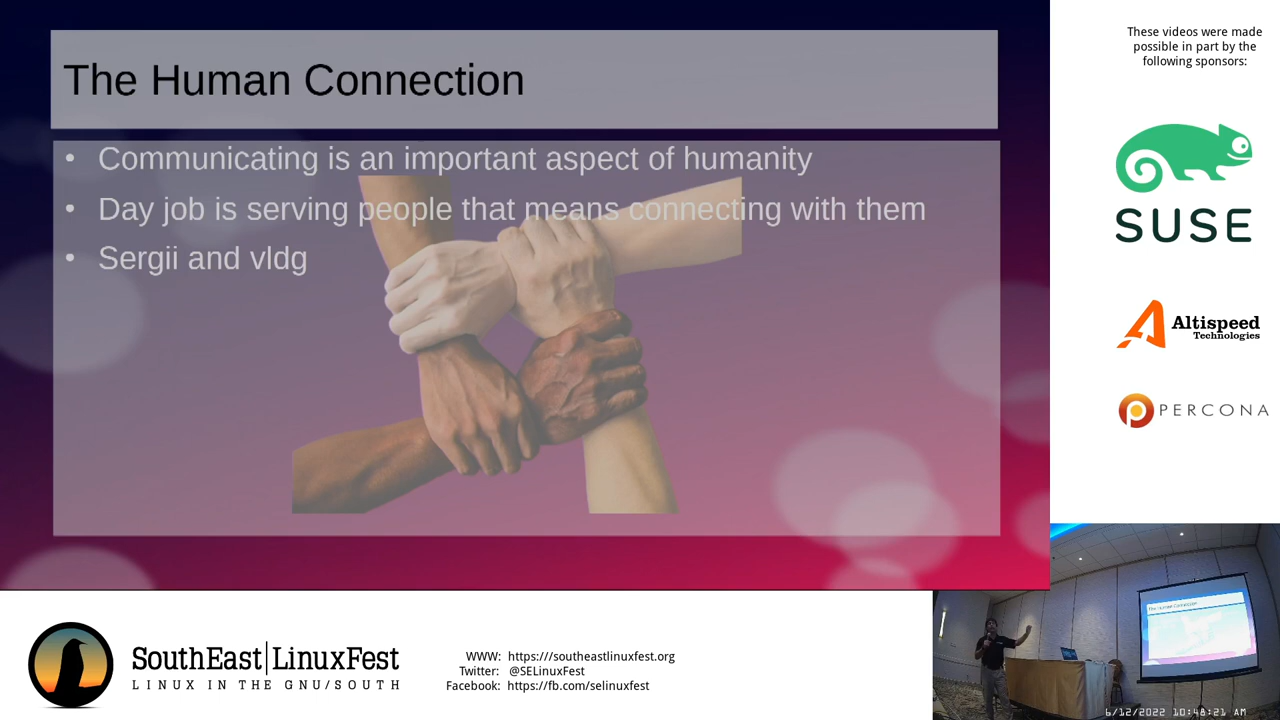 The Human Connection
• Communicating is an important aspect of humanity
• Day job is serving people that means connecting with them
• Sergii and vldg
These videos were made
possible in part by the
following sponsors:
SUSE
Altispeed
Technologies
PERCONA
SouthEast|LinuxFest
LINUX IN THE GNU/SOUTH
WWW: https:///southeastlinuxfest.org
Twitter: @SELinuxFest
Facebook: https://fb.com/selinuxfest
The Human Connection
6/12/2022 10:48:21 AM